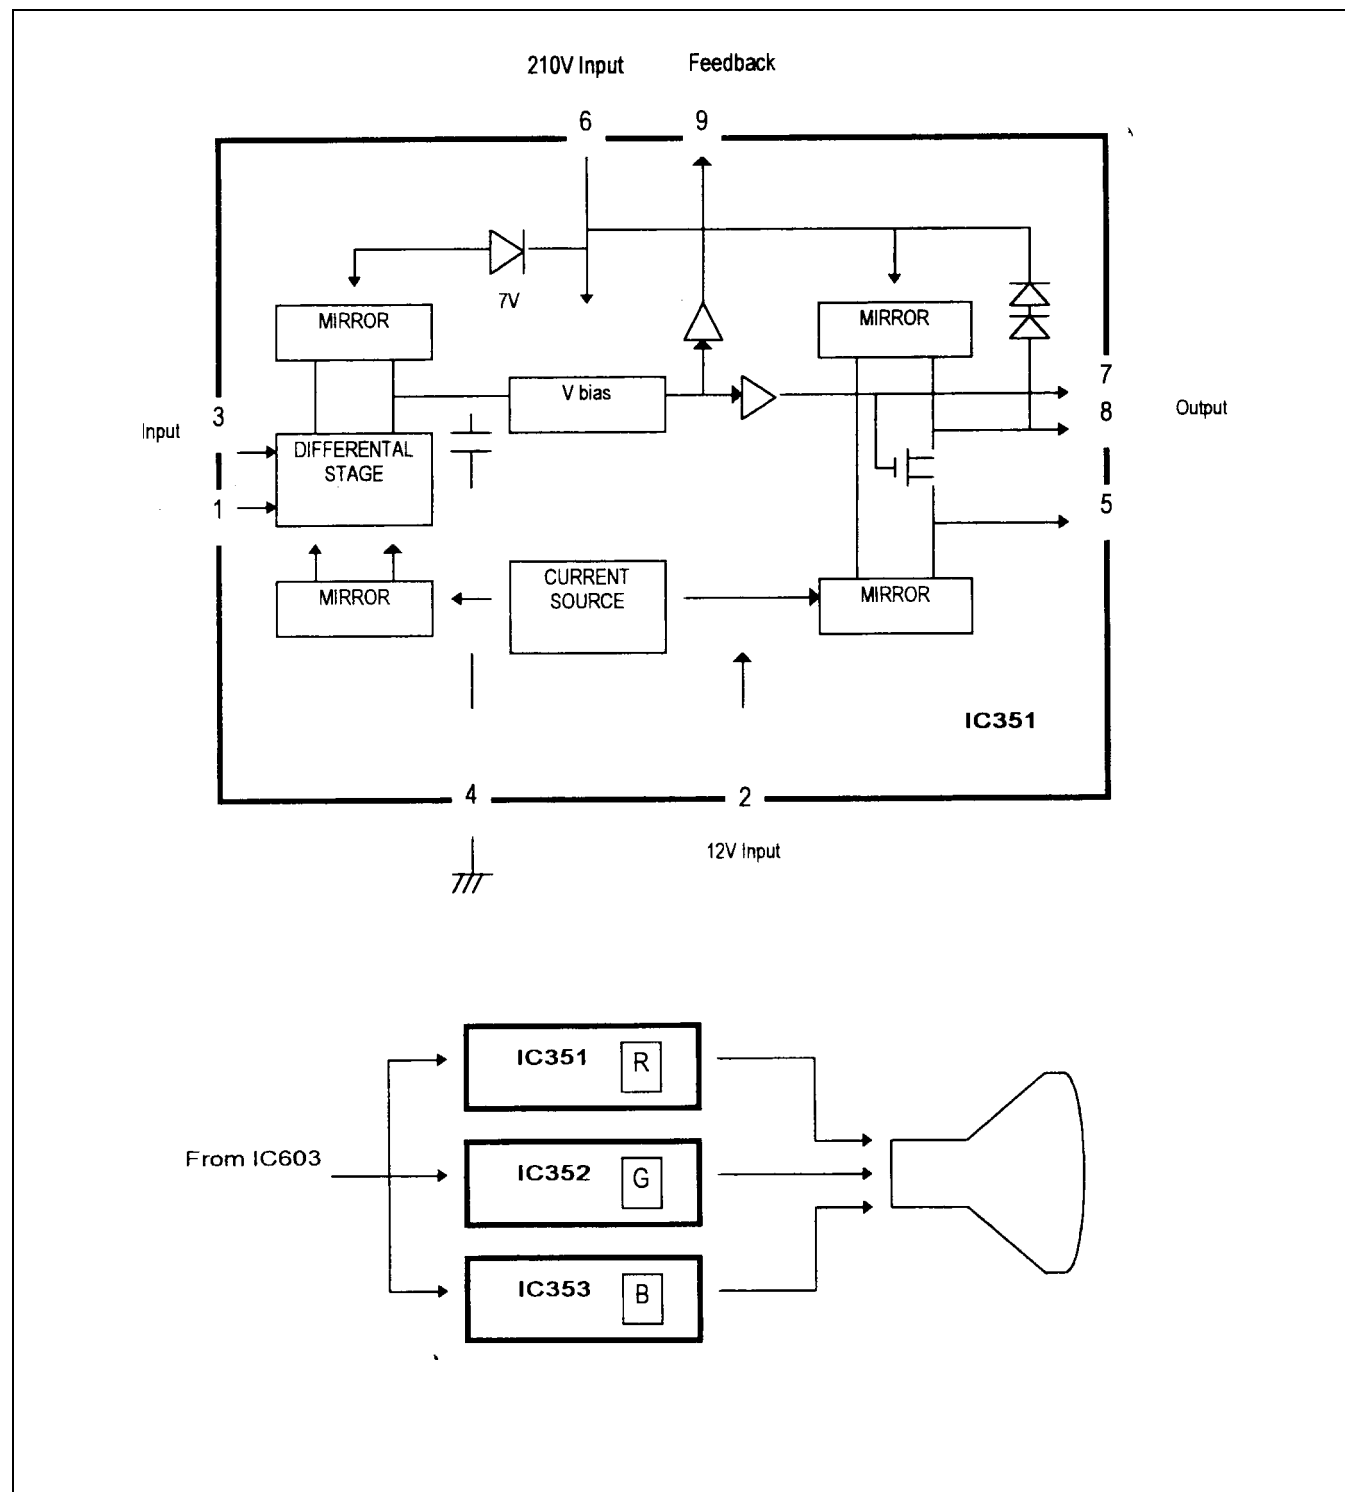 210V Input
Feedback
6
9
7V
MIRROR
MIRROR
V bias
7
3
8
Input
Output
DIFFERENTAL
STAGE
1
5
MIRROR
CURRENT
SOURCE
MIRROR
IC351
4
2
12V Input
IC351
R
From IC603
IC352
G
IC353
B